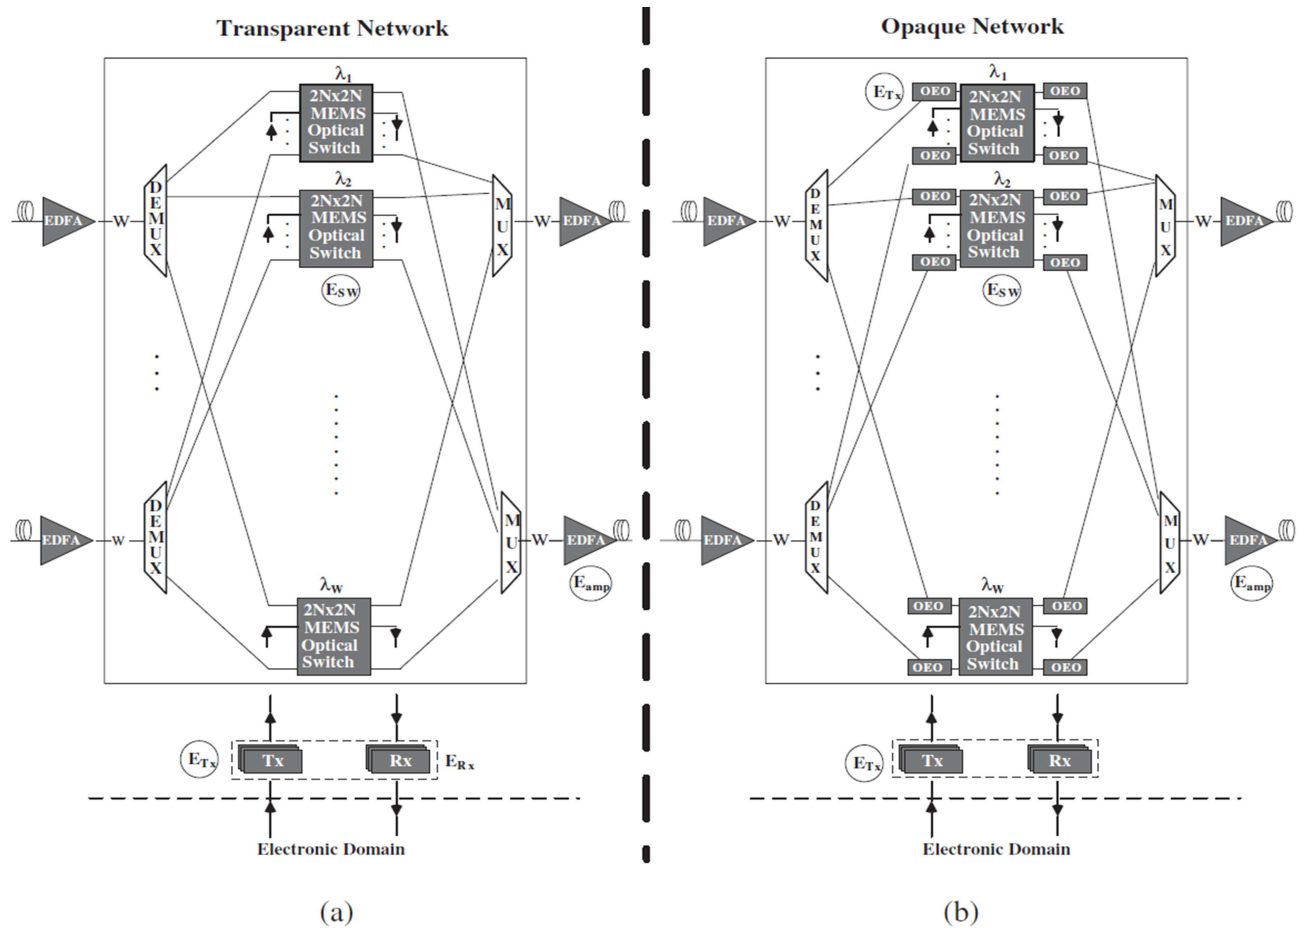 Transparent Network
λ1
2Nx2N
MEMS
Optical
Switch
λ2
2Nx2N
MEMS
Optical
Switch
ESW
DEMUX
MUX
EDFA
W
W
EDFA
DEMUX
MUX
EDFA
W
W
EDFA
Eamp
λW
2Nx2N
MEMS
Optical
Switch
ETx
Tx
Rx
ERx
Electronic Domain
(a)
Opaque Network
ETx
λ1
OEO
2Nx2N
OEO
MEMS
Optical
OEO
Switch
OEO
λ2
OEO
2Nx2N
OEO
MEMS
Optical
Switch
OEO
OEO
ESW
DEMUX
MUX
EDFA
W
W
EDFA
DEMUX
MUX
EDFA
W
W
EDFA
Eamp
λW
OEO
2Nx2N
OEO
MEMS
Optical
Switch
OEO
OEO
ETx
Tx
Rx
Electronic Domain
(b)